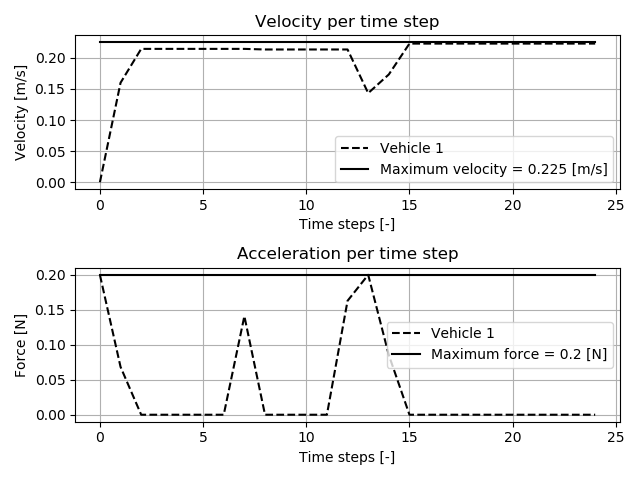 Velocity per time step
Velocity [m/s]
0.20
0.15
0.10
0.05
0.00
Vehicle 1
Maximum velocity = 0.225 [m/s]
0 5 10 15 20 25
Time steps [-]
Acceleration per time step
Force [N]
0.20
0.15
0.10
0.05
0.00
Vehicle 1
Maximum force = 0.2 [N]
0 5 10 15 20 25
Time steps [-]